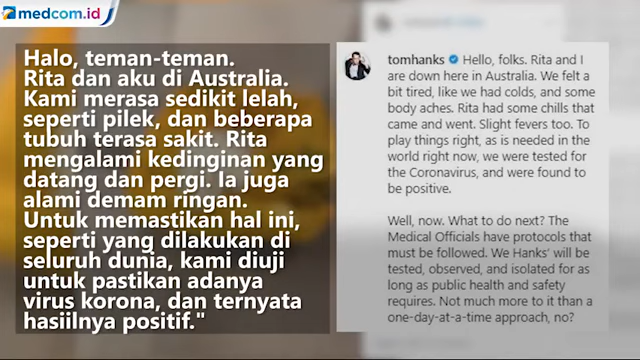 medcom.id
Halo, teman-teman.
Rita dan aku di Australia.
Kami merasa sedikit lelah,
seperti pilek, dan beberapa
tubuh terasa sakit. Rita
mengalami kedinginan yang
datang dan pergi. Ia juga
alami demam ringan.
Untuk memastikan hal ini,
seperti yang dilakukan di
seluruh dunia, kami diuji
untuk pastikan adanya
virus korona, dan ternyata
hasiilnya positif."
tomhanks Hello, folks. Rita and I
are down here in Australia. We felt a
bit tired, like we had colds, and some
body aches. Rita had some chills that
came and went. Slight fevers too. To
play things right, as is needed in the
world right now, we were tested for
the Coronavirus, and were found to
be positive.
Well, now. What to do next? The
Medical Officials have protocols that
must be followed. We Hanks’ will be
tested, observed, and isolated for as
long as public health and safety
requires. Not much more to it than a
one-day-at-a-time approach, no?